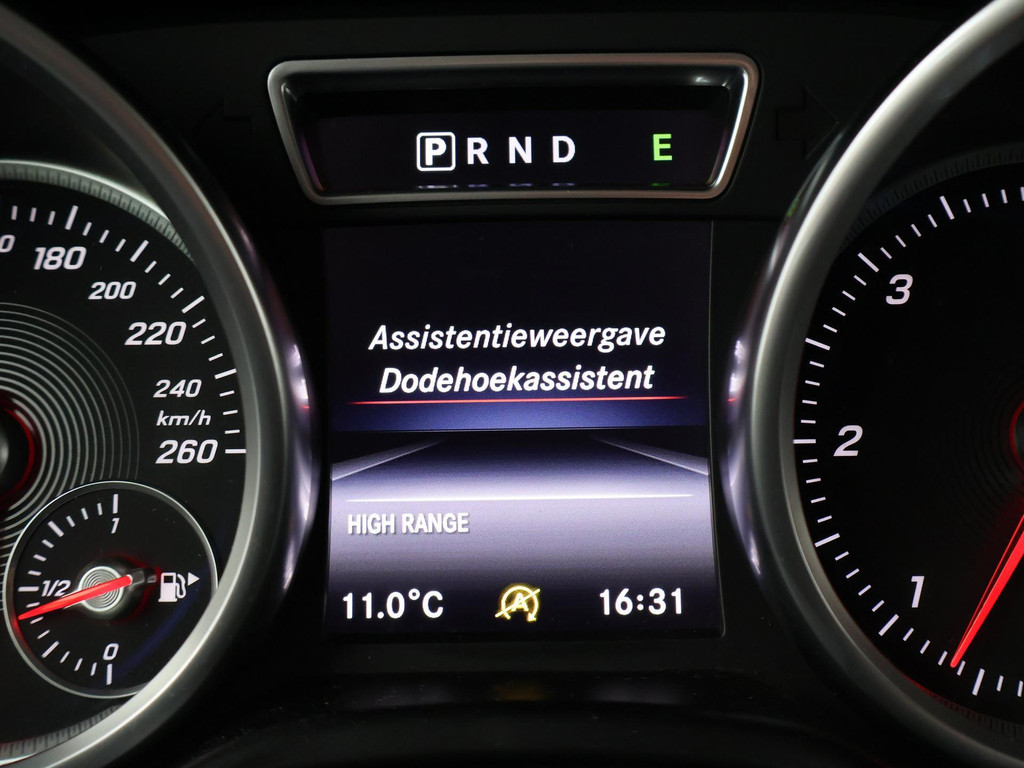 P R N D E
Assistentieweergave
Dodehoekassistent
HIGH RANGE
11.0°C A 16:31
180
200
220
240
km/h
260
1
1/2
0
3
2
1